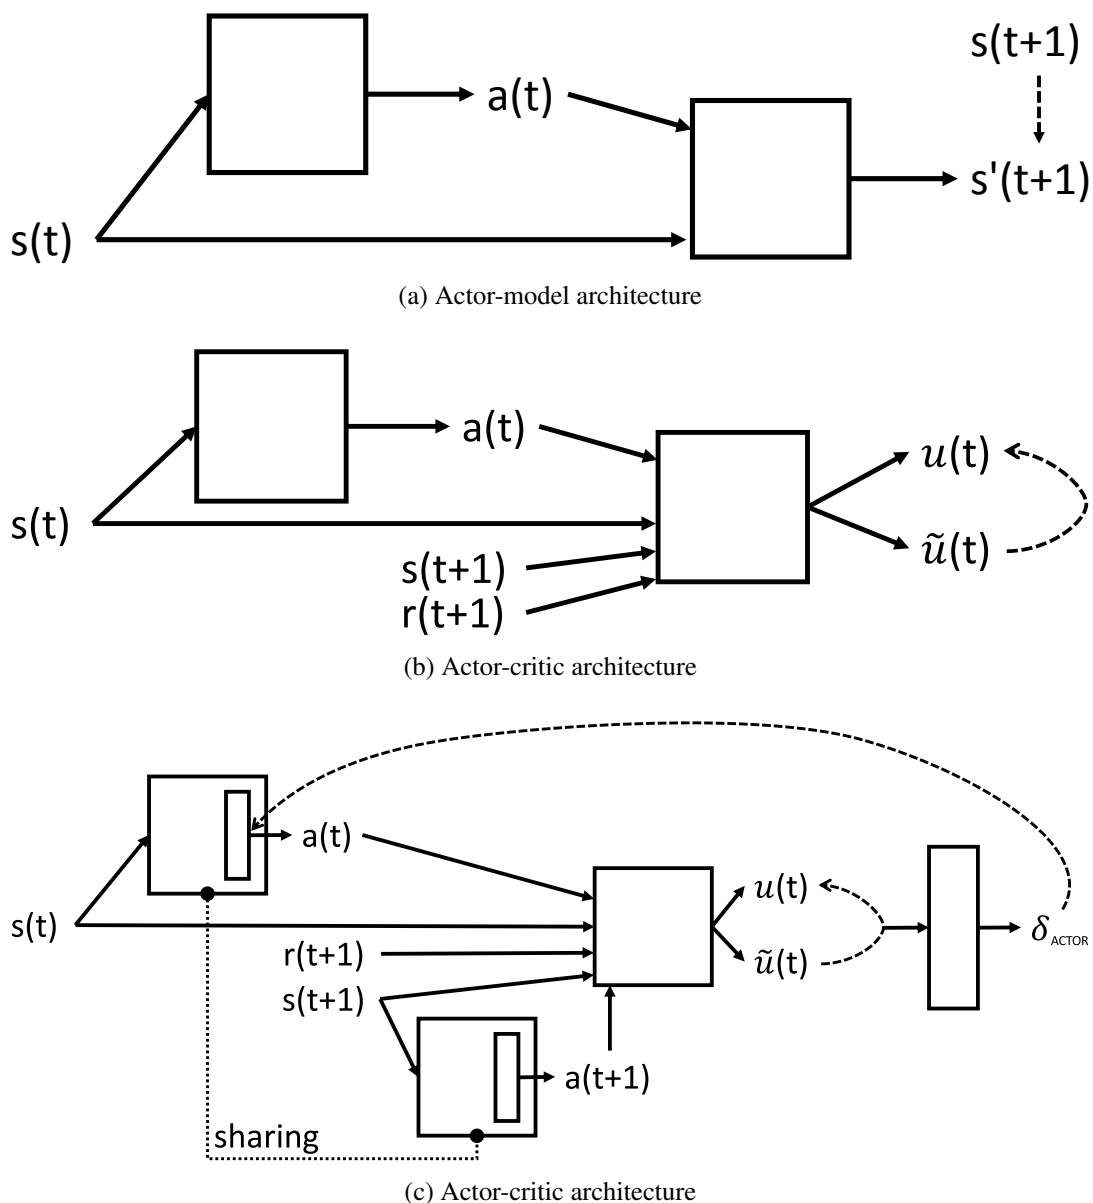 s(t+1)
a(t)
s'(t+1)
s(t)
(a) Actor-model architecture
a(t)
u(t)
s(t)
ũ(t)
s(t+1)
r(t+1)
(b) Actor-critic architecture
a(t)
u(t)
s(t)
δ ACTOR
r(t+1)
ũ(t)
s(t+1)
a(t+1)
sharing
(c) Actor-critic architecture